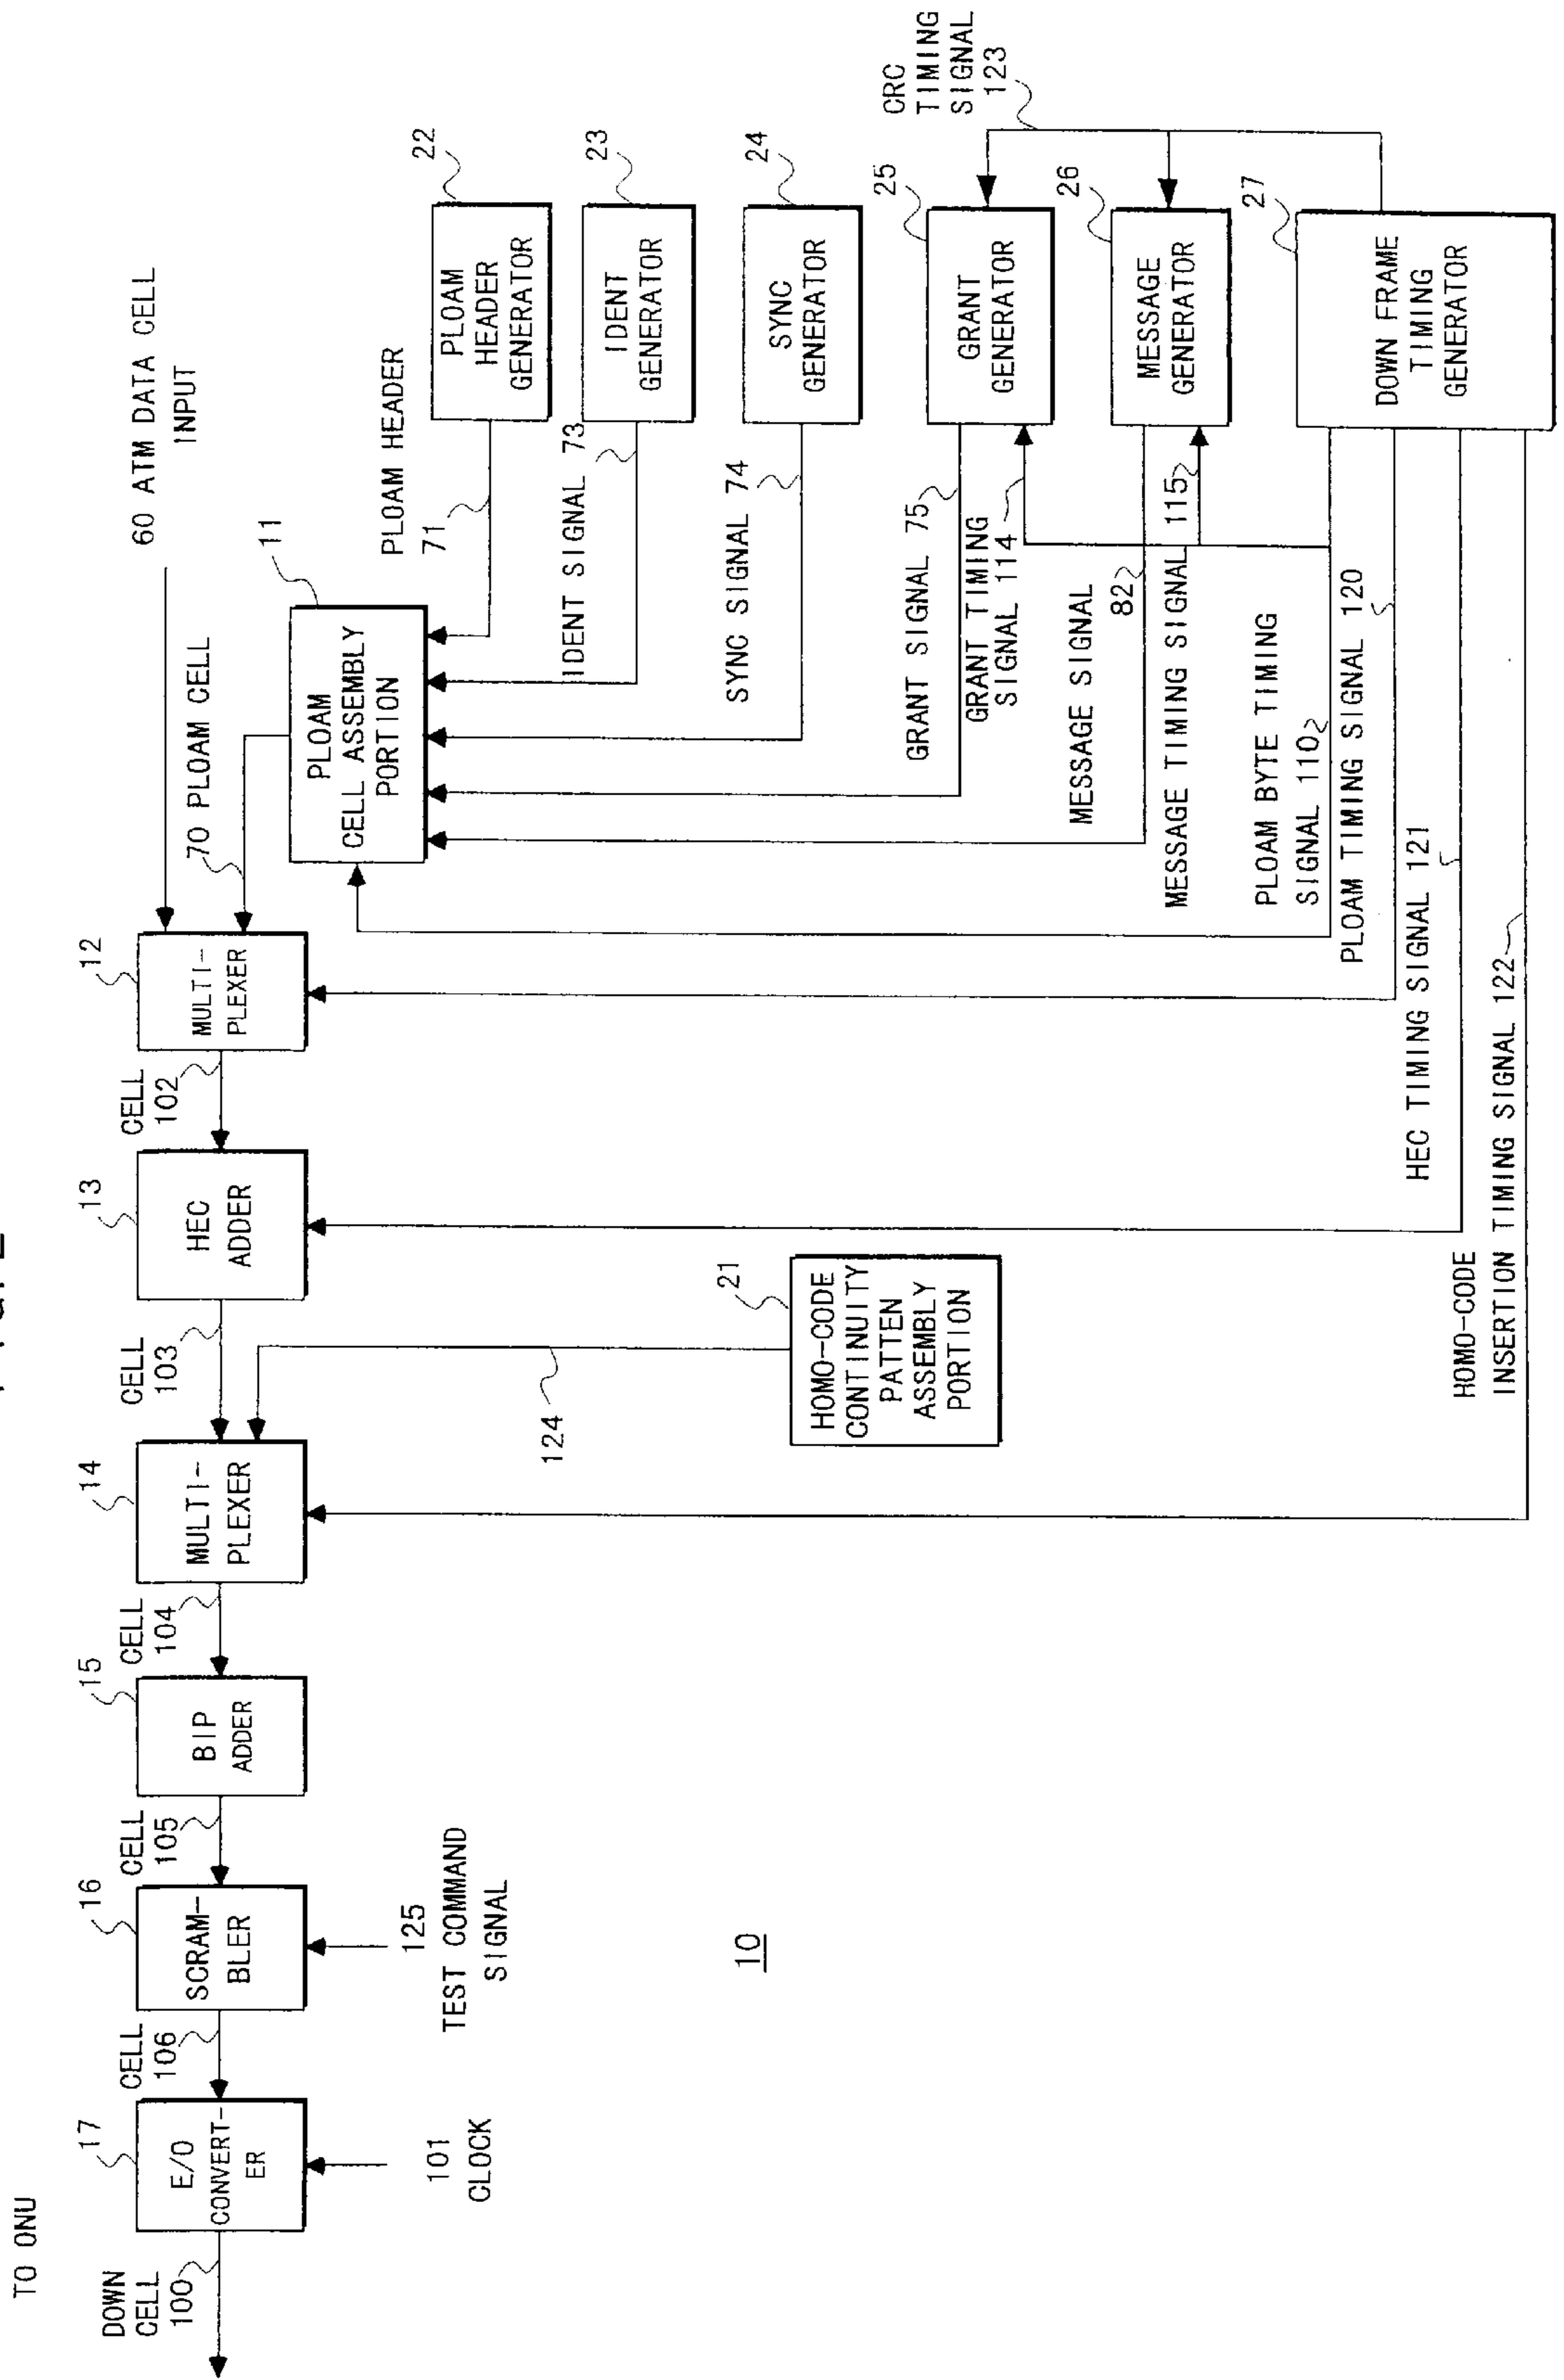 TO ONU
DOWN
CELL
100
17
E/O
CONVERT-
ER
101
CLOCK
CELL
106
16
SCRAM-
BLER
125
TEST COMMAND
SIGNAL
CELL
105
15
BIP
ADDER
CELL
104
14
MULTI-
PLEXER
124
21
HOMO-CODE
CONTINUITY
PATTEN
ASSEMBLY
PORTION
CELL
103
13
HEC
ADDER
CELL
102
12
MULTI-
PLEXER
70 PLOAM CELL
60 ATM DATA CELL
INPUT
11
PLOAM
CELL ASSEMBLY
PORTION
PLOAM HEADER
71
22
PLOAM
HEADER
GENERATOR
IDENT SIGNAL 73
23
IDENT
GENERATOR
SYNC SIGNAL 74
24
SYNC
GENERATOR
GRANT SIGNAL 75
GRANT TIMING
SIGNAL 114
25
GRANT
GENERATOR
CRC
TIMING
SIGNAL
123
MESSAGE SIGNAL
82
MESSAGE TIMING SIGNAL 115
26
MESSAGE
GENERATOR
27
DOWN FRAME
TIMING
GENERATOR
PLOAM BYTE TIMING
SIGNAL 110
PLOAM TIMING SIGNAL 120
HEC TIMING SIGNAL 121
HOMO-CODE
INSERTION TIMING SIGNAL 122
10